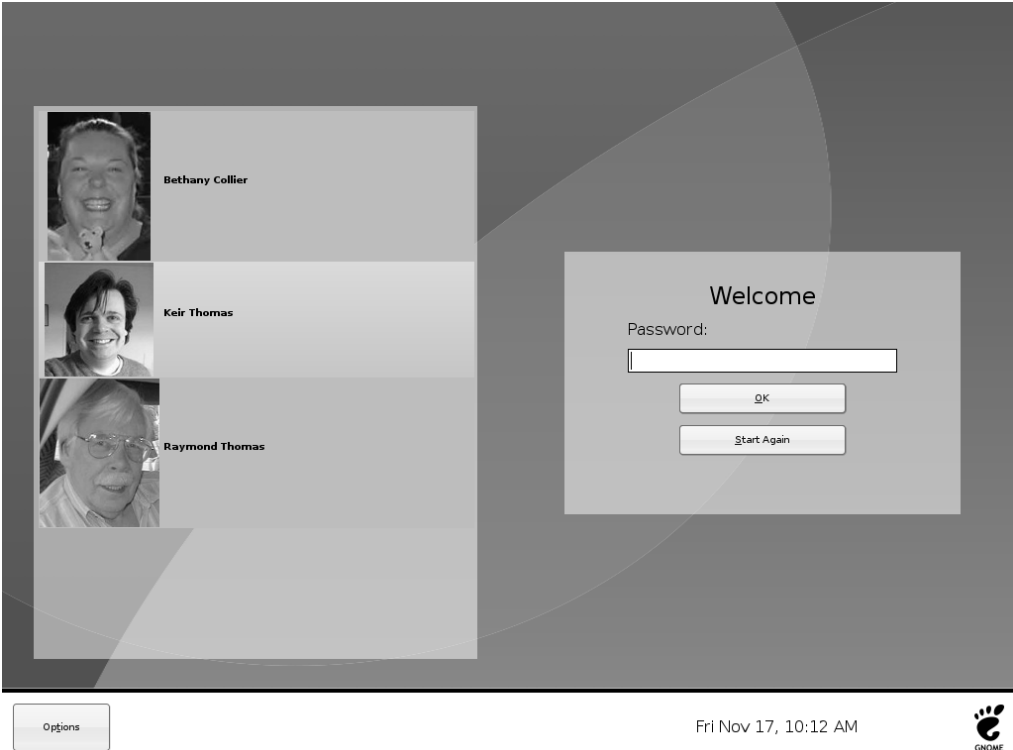 Bethany Collier
Keir Thomas
Raymond Thomas
Welcome
Password:
OK
Start Again
Options
Fri Nov 17, 10:12 AM
GNOME